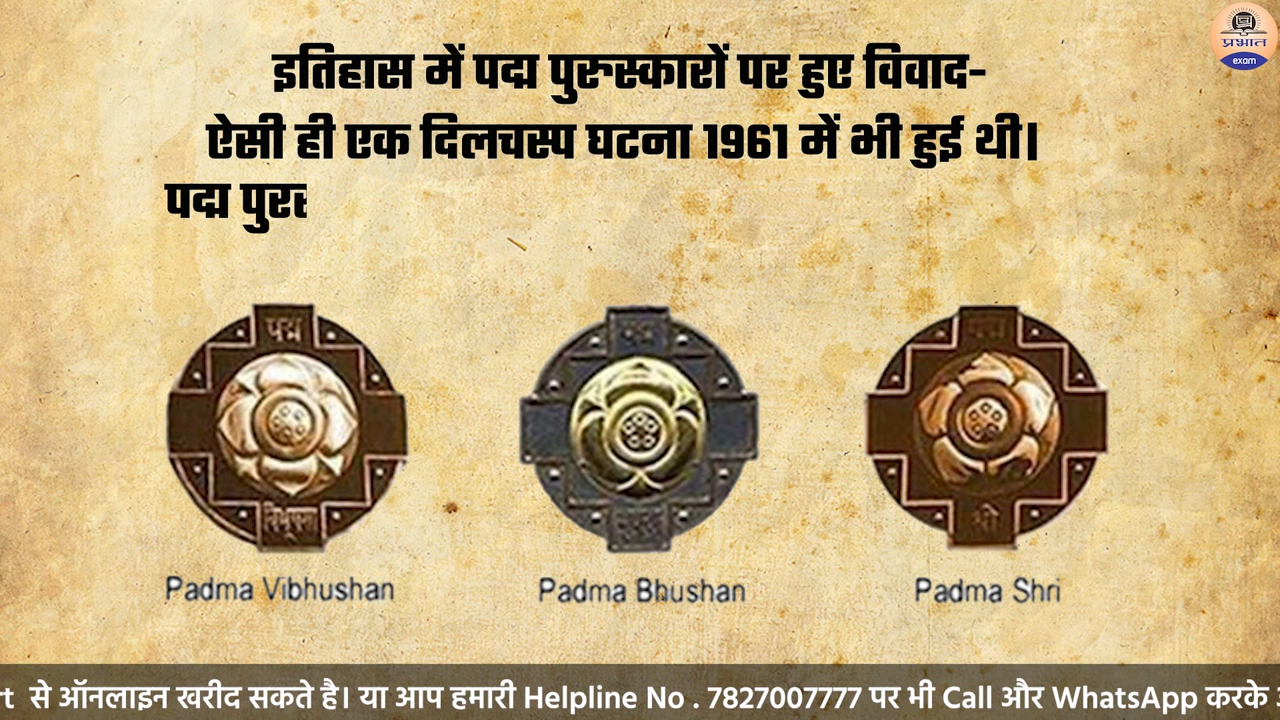 प्रभात
exam
इतिहास में पद्म पुरुस्कारों पर हुए विवाद-
ऐसी ही एक दिलचस्प घटना 1961 में भी हुई थी।
पद्म पुर
पद्म
विभूषण
श्री
Padma Vibhushan
Padma Bhushan
Padma Shri
से ऑनलाइन खरीद सकते है। या आप हमारी Helpline No . 7827007777 पर भी Call और WhatsApp करके